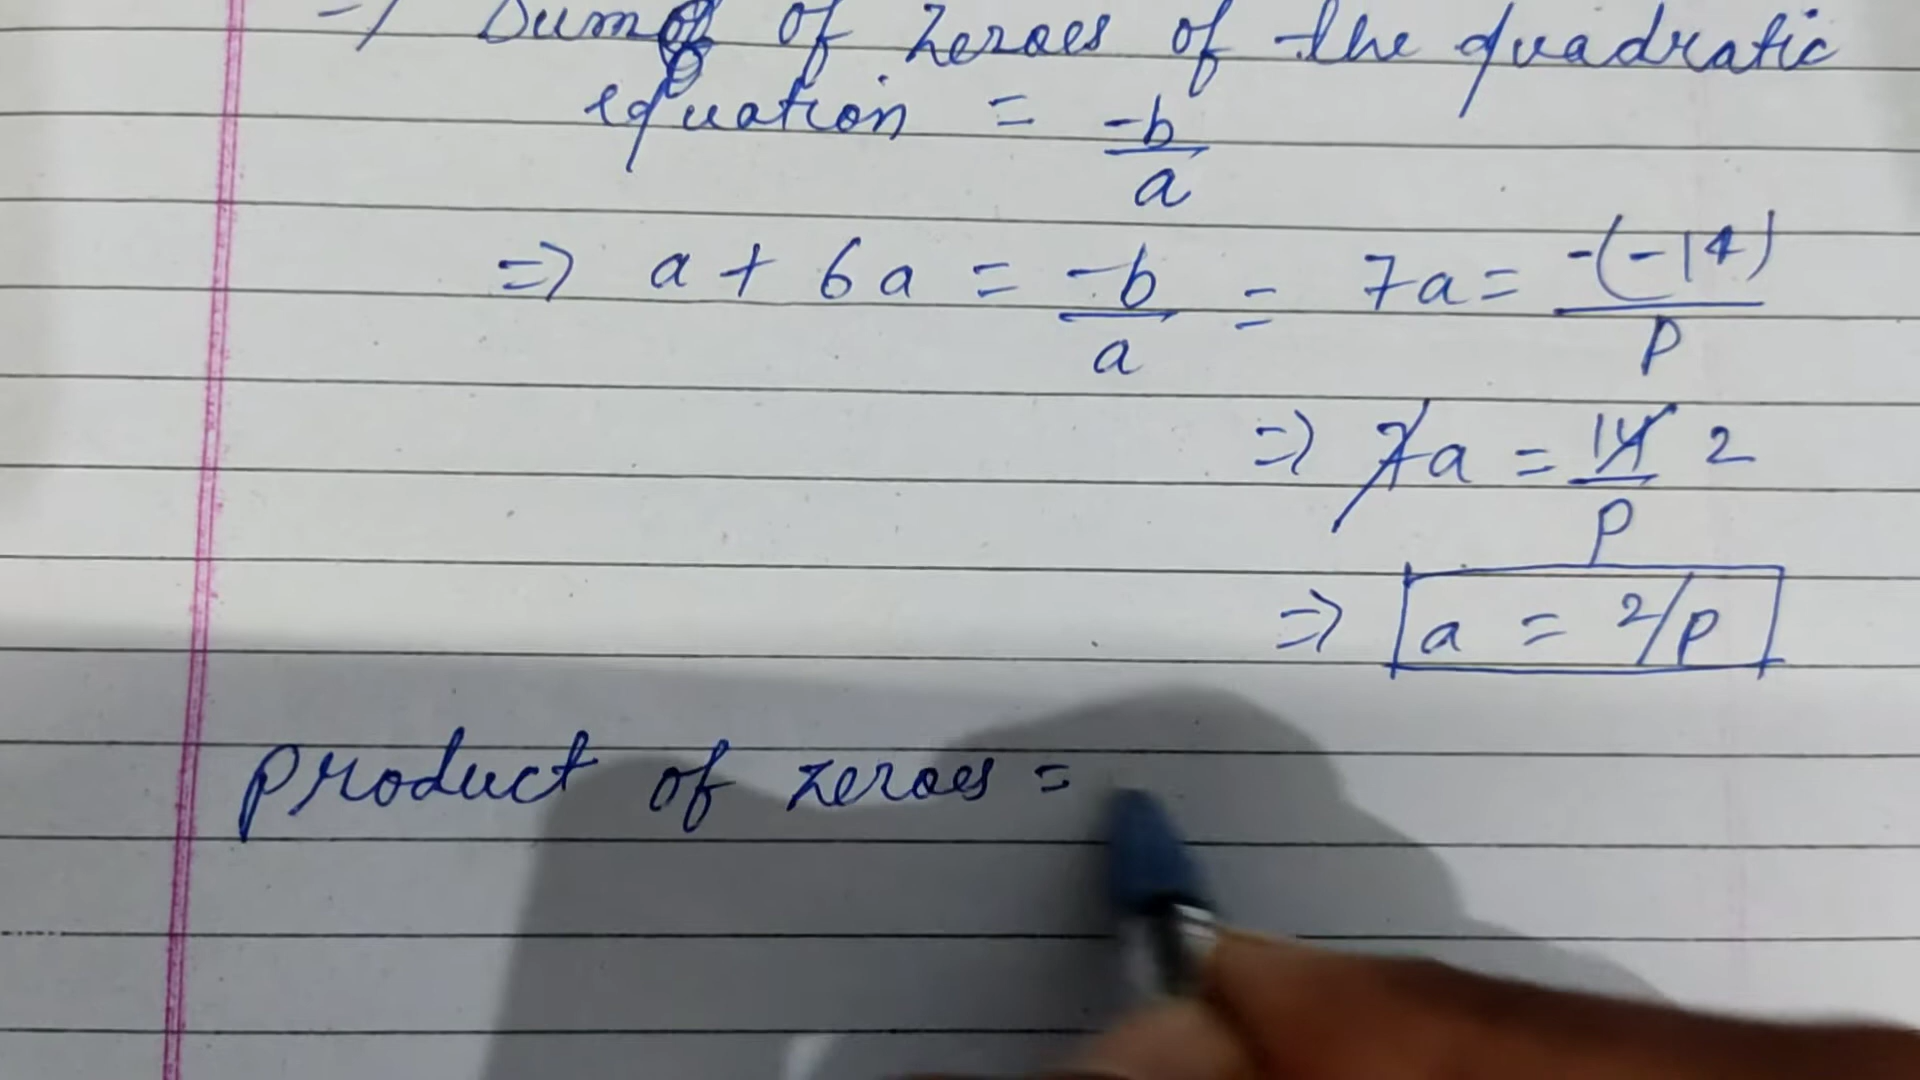 => Sum of zeroes of the quadratic
equation = -b/a
=> a + 6a = -b/a = 7a = -(-14)/P
=> 7a = 14/P 2
=> a = 2/P
product of zeroes =